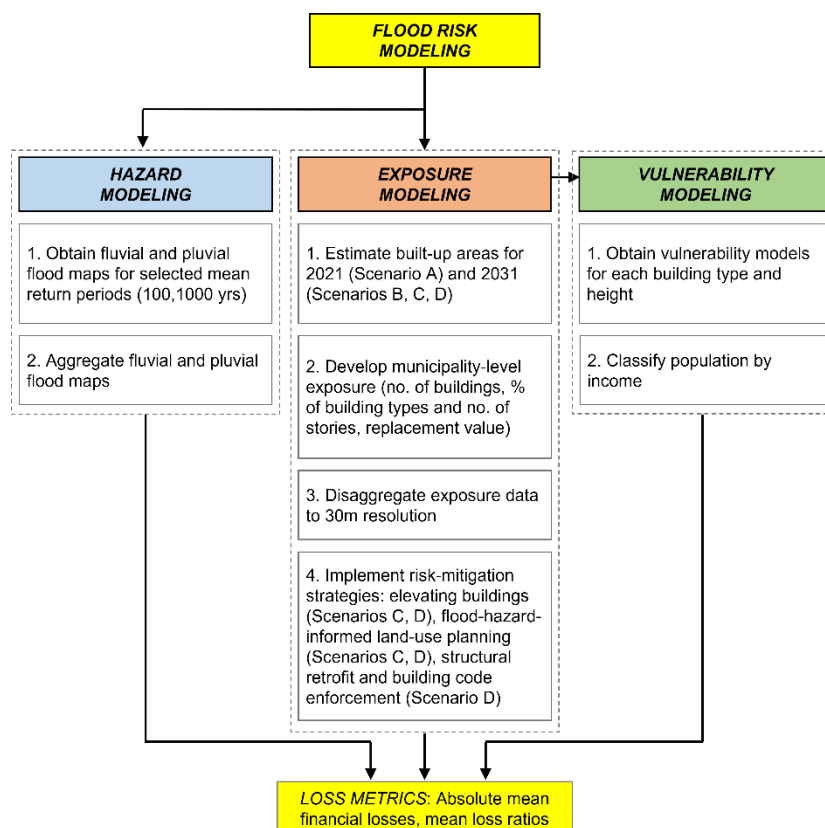 FLOOD RISK
MODELING
HAZARD
MODELING
1. Obtain fluvial and pluvial
flood maps for selected mean
return periods (100,1000 yrs)
2. Aggregate fluvial and pluvial
flood maps
EXPOSURE
MODELING
1. Estimate built-up areas for
2021 (Scenario A) and 2031
(Scenarios B, C, D)
2. Develop municipality-level
exposure (no. of buildings, %
of building types and no. of
stories, replacement value)
3. Disaggregate exposure data
to 30m resolution
4. Implement risk-mitigation
strategies: elevating buildings
(Scenarios C, D), flood-hazard-
informed land-use planning
(Scenarios C, D), structural
retrofit and building code
enforcement (Scenario D)
VULNERABILITY
MODELING
1. Obtain vulnerability models
for each building type and
height
2. Classify population by
income
LOSS METRICS: Absolute mean
financial losses, mean loss ratios